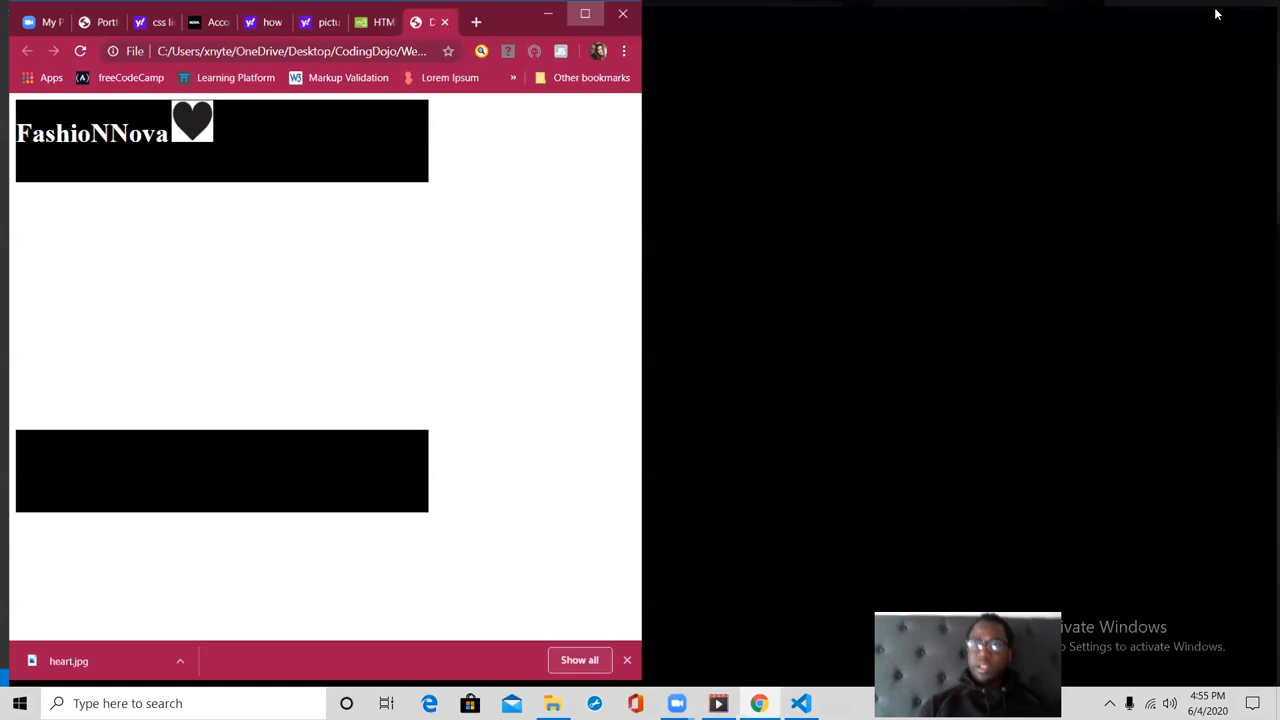 My P Portf css li Acco how pictu HTM D
File C:/Users/xnyte/OneDrive/Desktop/CodingDojo/We...
Apps freeCodeCamp Learning Platform Markup Validation Lorem Ipsum » Other bookmarks
FashioNNova
ivate Windows
Settings to activate Windows.
heart.jpg Show all
Type here to search
4:55 PM
6/4/2020